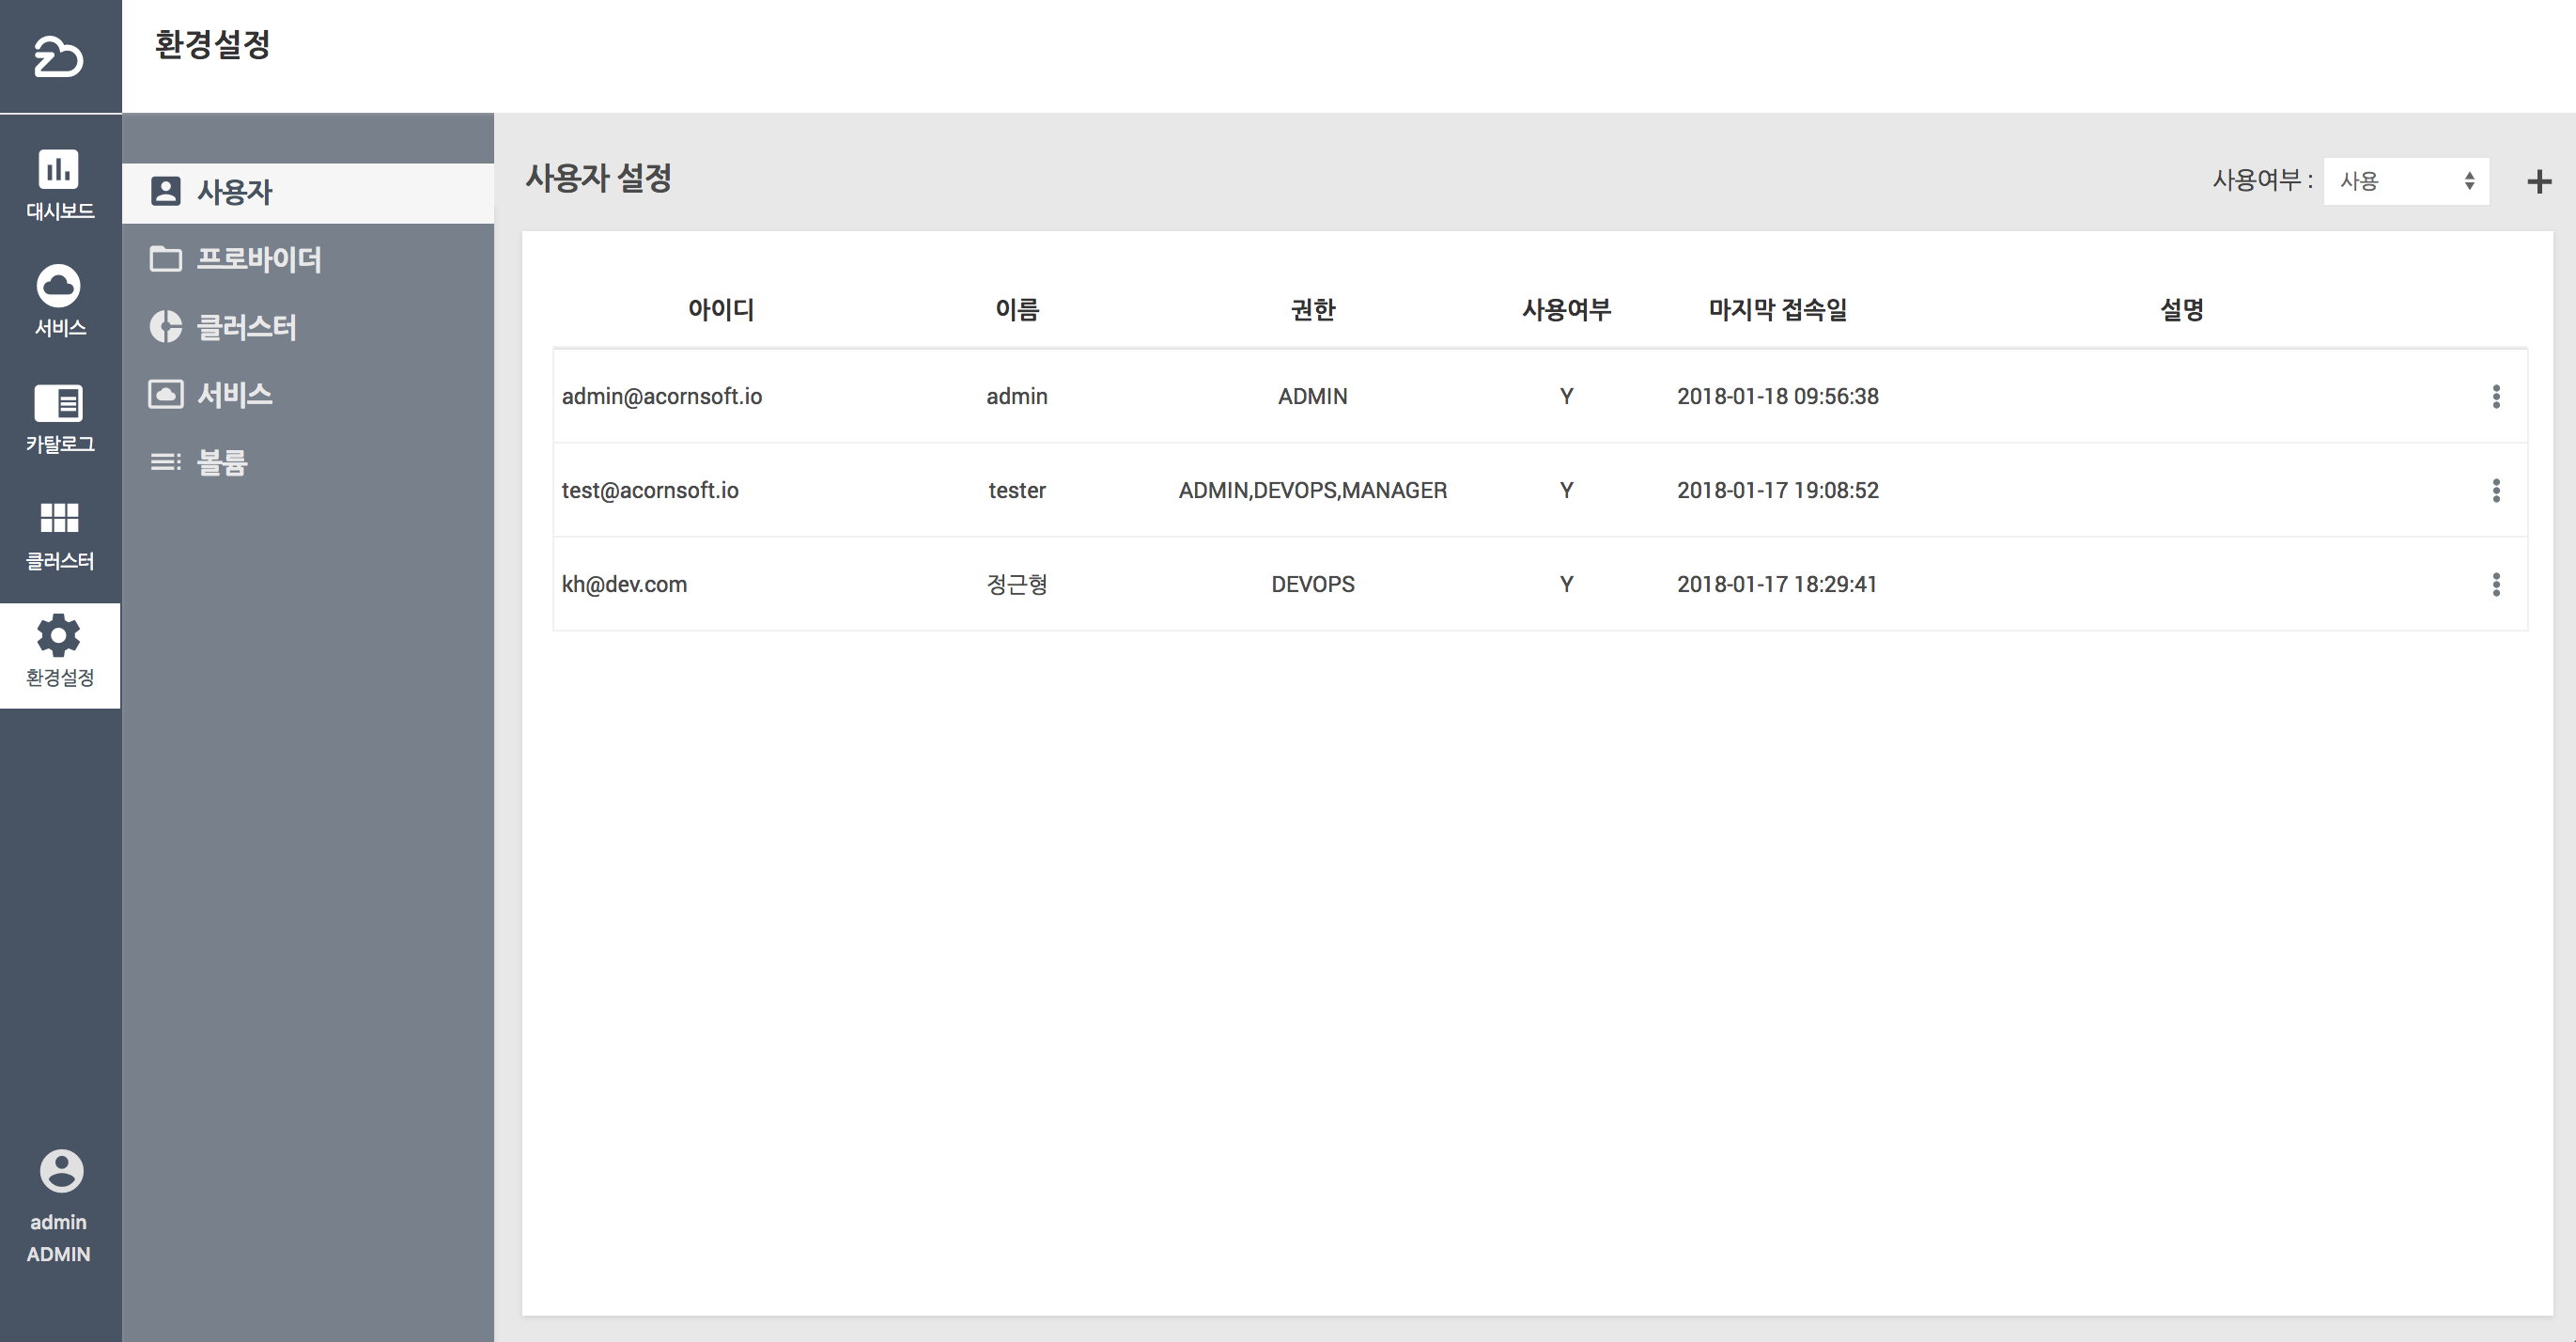 환경설정
대시보드
서비스
카탈로그
클러스터
환경설정
admin
ADMIN
사용자
프로바이더
클러스터
서비스
볼륨
사용자 설정
사용여부 : 사용
아이디 이름 권한 사용여부 마지막 접속일 설명
admin@acornsoft.io admin ADMIN Y 2018-01-18 09:56:38
test@acornsoft.io tester ADMIN,DEVOPS,MANAGER Y 2018-01-17 19:08:52
kh@dev.com 정근형 DEVOPS Y 2018-01-17 18:29:41